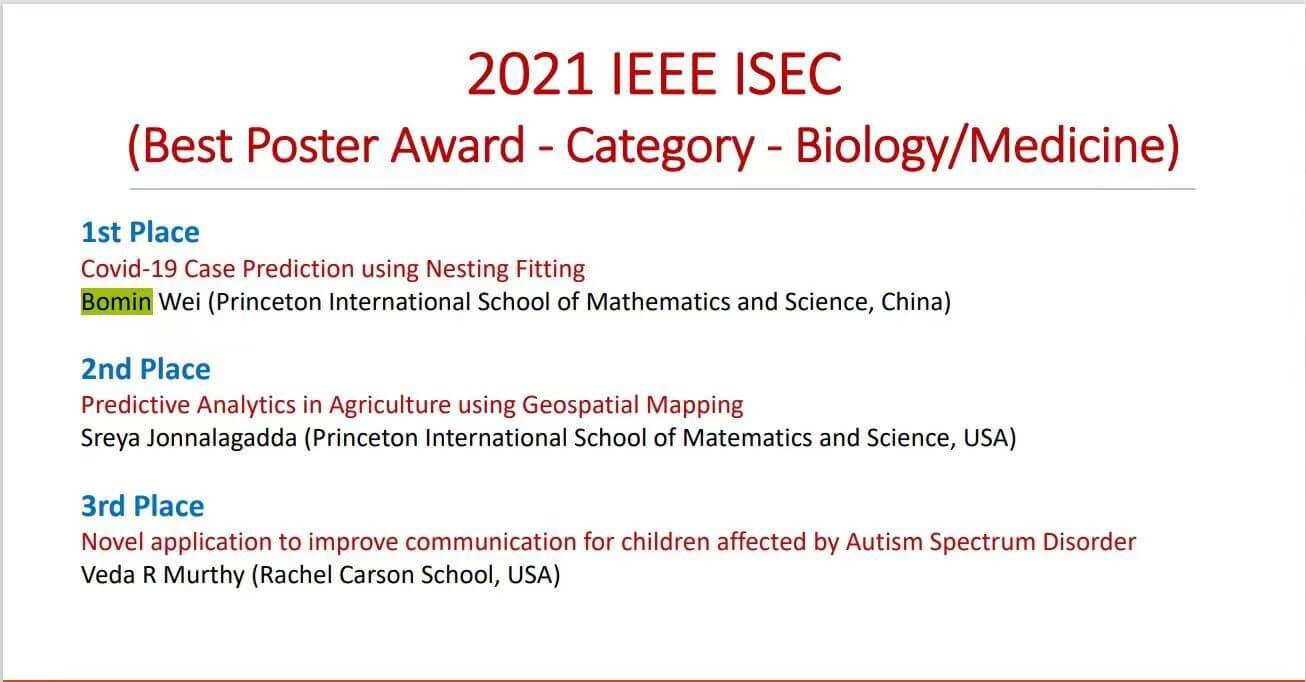 2021 IEEE ISEC
(Best Poster Award - Category - Biology/Medicine)
1st Place
Covid-19 Case Prediction using Nesting Fitting
Bomin Wei (Princeton International School of Mathematics and Science, China)
2nd Place
Predictive Analytics in Agriculture using Geospatial Mapping
Sreya Jonnalagadda (Princeton International School of Matematics and Science, USA)
3rd Place
Novel application to improve communication for children affected by Autism Spectrum Disorder
Veda R Murthy (Rachel Carson School, USA)